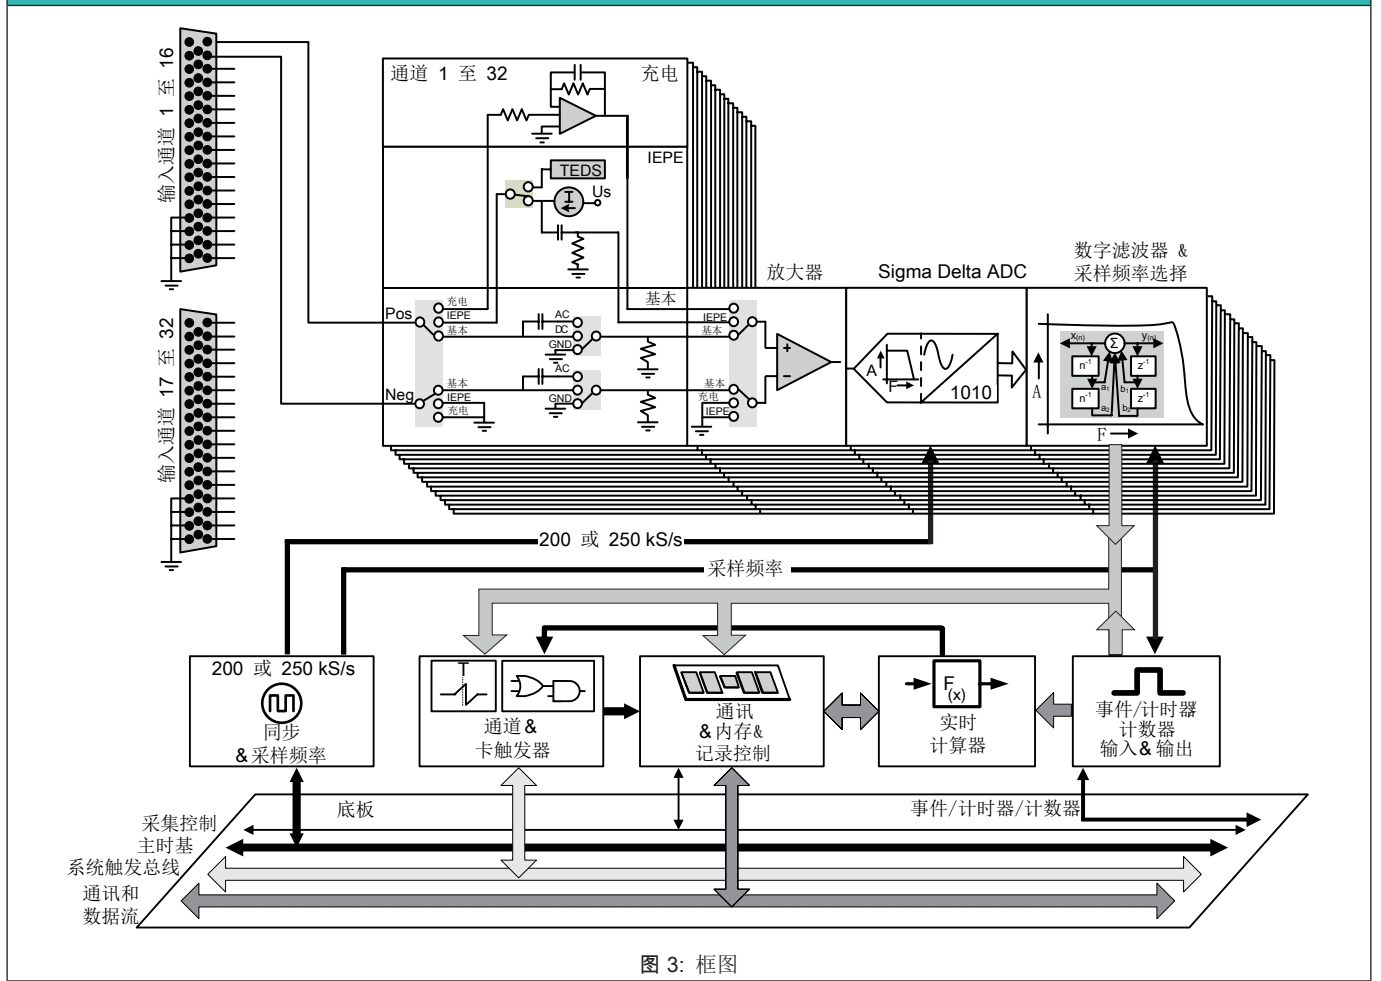 输入通道 1 至 16
输入通道 17 至 32
通道 1 至 32
充电
IEPE
TEDS
I
Us
放大器
Sigma Delta ADC
数字滤波器 &
采样频率选择
基本
Pos
充电
IEPE
基本
AC
DC
GND
IEPE
基本
Neg
基本
IEPE
充电
AC
GND
基本
充电
IEPE
+
−
A
F
1010
A
F
x(n)
Σ
y(n)
n-1
z-1
a1
b1
n-1
z-1
a2
b2
200 或 250 kS/s
采样频率
200 或 250 kS/s
同步
&采样频率
T
通道&
卡触发器
通讯
&内存&
记录控制
F(x)
实时
计算器
事件/计时器
计数器
输入&输出
底板
事件/计时器/计数器
采集控制
主时基
系统触发总线
通讯和
数据流
图 3: 框图